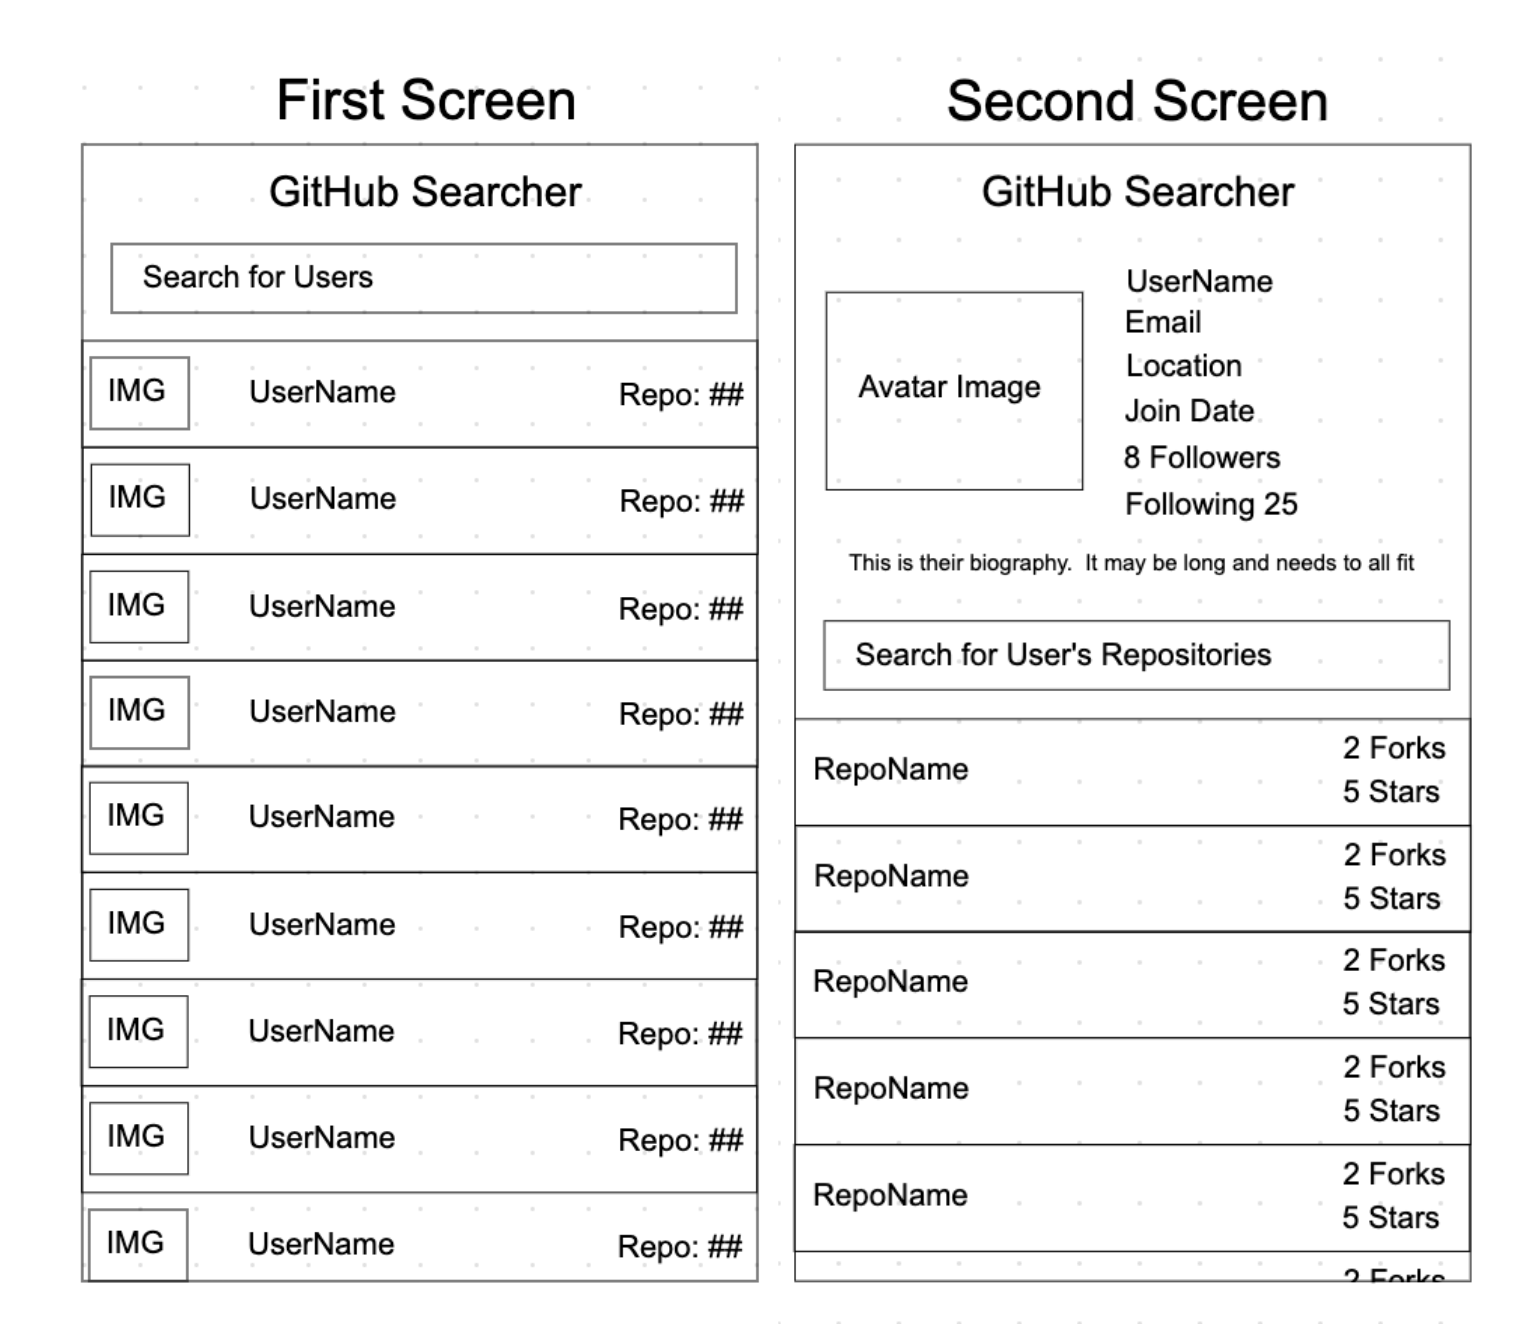 First Screen
GitHub Searcher
Search for Users
IMG UserName Repo: ##
IMG UserName Repo: ##
IMG UserName Repo: ##
IMG UserName Repo: ##
IMG UserName Repo: ##
IMG UserName Repo: ##
IMG UserName Repo: ##
IMG UserName Repo: ##
IMG UserName Repo: ##
Second Screen
GitHub Searcher
Avatar Image
UserName
Email
Location
Join Date
8 Followers
Following 25
This is their biography. It may be long and needs to all fit
Search for User's Repositories
RepoName
2 Forks
5 Stars
RepoName
2 Forks
5 Stars
RepoName
2 Forks
5 Stars
RepoName
2 Forks
5 Stars
RepoName
2 Forks
5 Stars
2 Forks